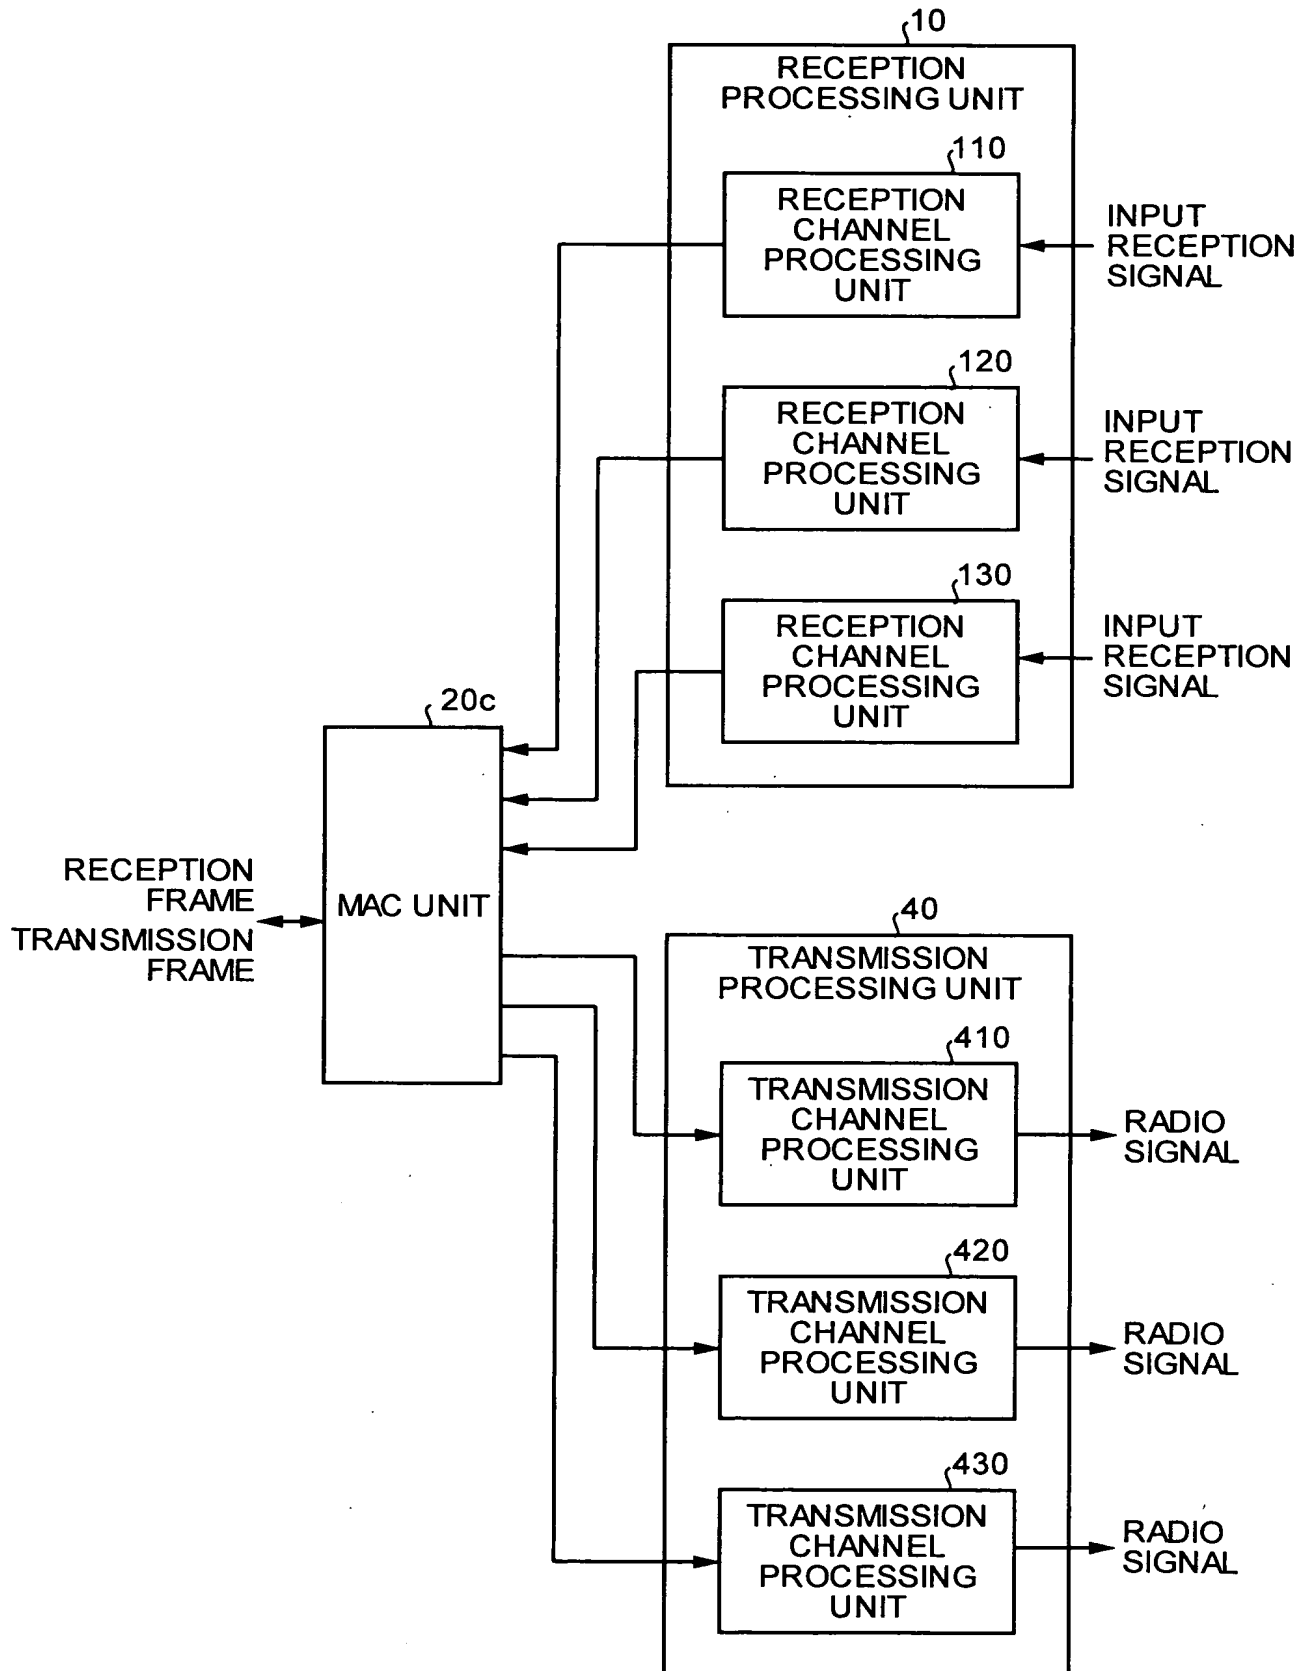 10
RECEPTION
PROCESSING UNIT
110
RECEPTION
CHANNEL
PROCESSING
UNIT
INPUT
RECEPTION
SIGNAL
120
RECEPTION
CHANNEL
PROCESSING
UNIT
INPUT
RECEPTION
SIGNAL
130
RECEPTION
CHANNEL
PROCESSING
UNIT
INPUT
RECEPTION
SIGNAL
20c
MAC UNIT
RECEPTION
FRAME
TRANSMISSION
FRAME
40
TRANSMISSION
PROCESSING UNIT
410
TRANSMISSION
CHANNEL
PROCESSING
UNIT
RADIO
SIGNAL
420
TRANSMISSION
CHANNEL
PROCESSING
UNIT
RADIO
SIGNAL
430
TRANSMISSION
CHANNEL
PROCESSING
UNIT
RADIO
SIGNAL